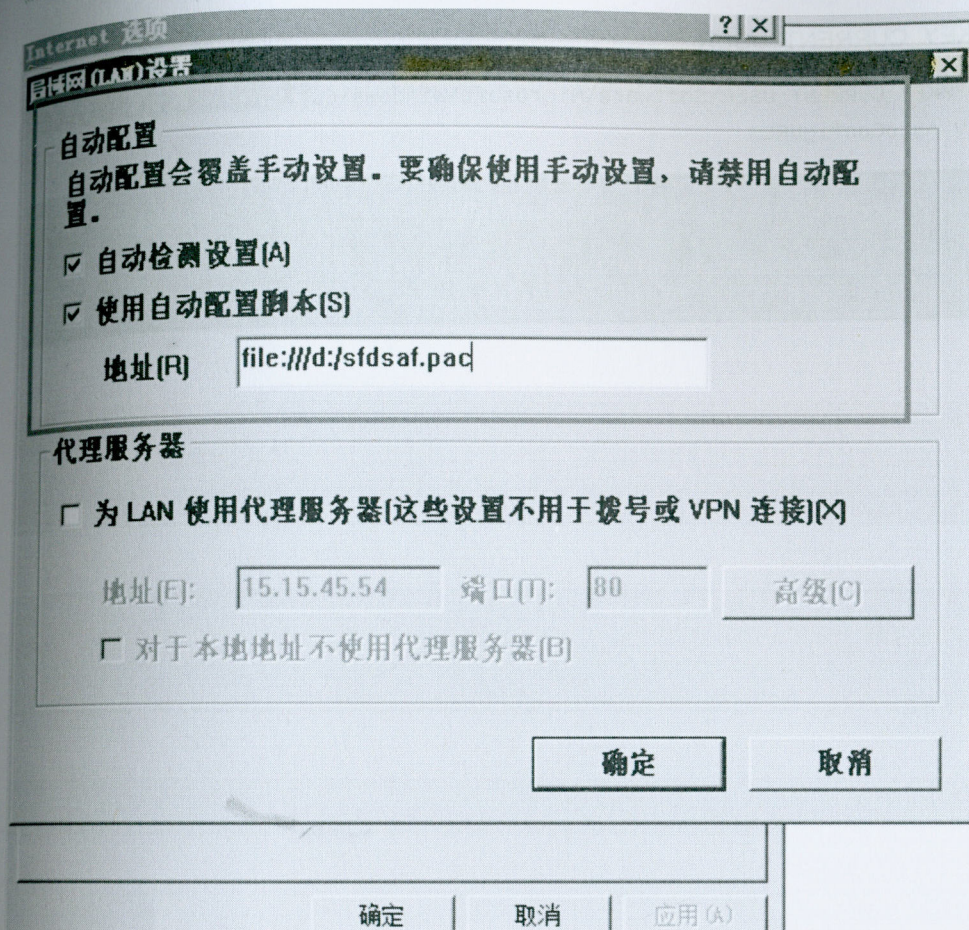 Internet 选项
局域网(LAN)设置
自动配置
自动配置会覆盖手动设置。要确保使用手动设置，请禁用自动配
置。
自动检测设置(A)
使用自动配置脚本(S)
地址(R) file:///d:/sfdsaf.pac
代理服务器
为 LAN 使用代理服务器(这些设置不用于拨号或 VPN 连接)(X)
地址(E): 15.15.45.54 端口(T): 80 高级(C)
对于本地地址不使用代理服务器(B)
确定 取消
确定 取消 应用(A)